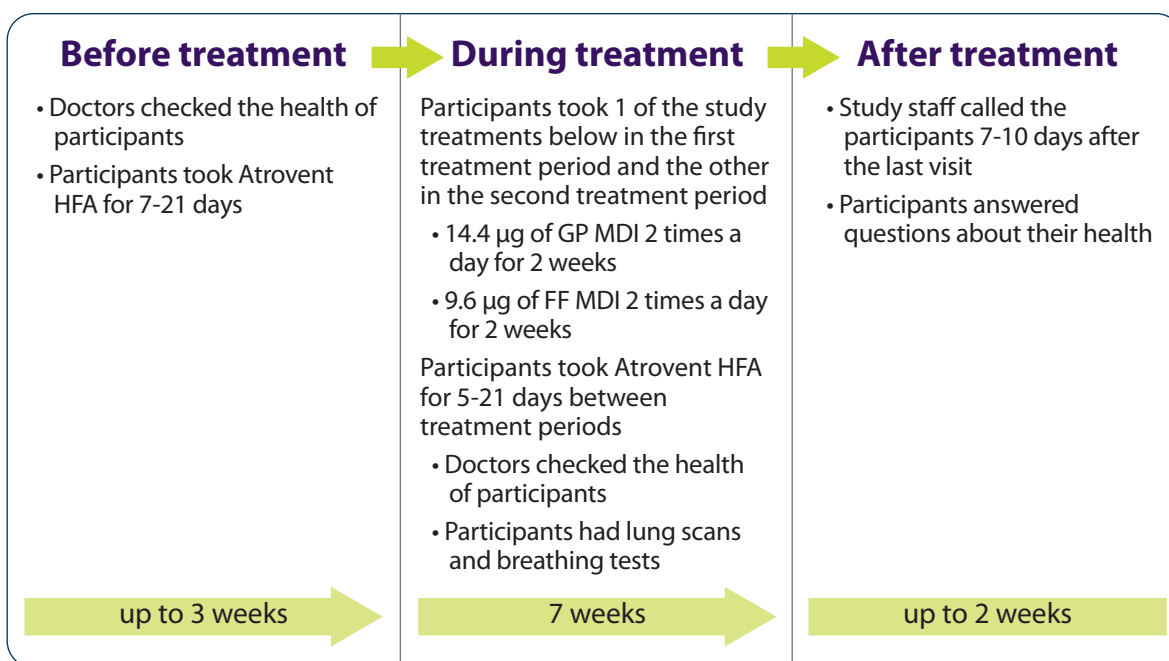 Before treatment
• Doctors checked the health of
participants
• Participants took Atrovent
HFA for 7-21 days
up to 3 weeks
During treatment
Participants took 1 of the study
treatments below in the first
treatment period and the other
in the second treatment period
• 14.4 µg of GP MDI 2 times a
day for 2 weeks
• 9.6 µg of FF MDI 2 times a day
for 2 weeks
Participants took Atrovent HFA
for 5-21 days between
treatment periods
• Doctors checked the health
of participants
• Participants had lung scans
and breathing tests
7 weeks
After treatment
• Study staff called the
participants 7-10 days after
the last visit
• Participants answered
questions about their health
up to 2 weeks